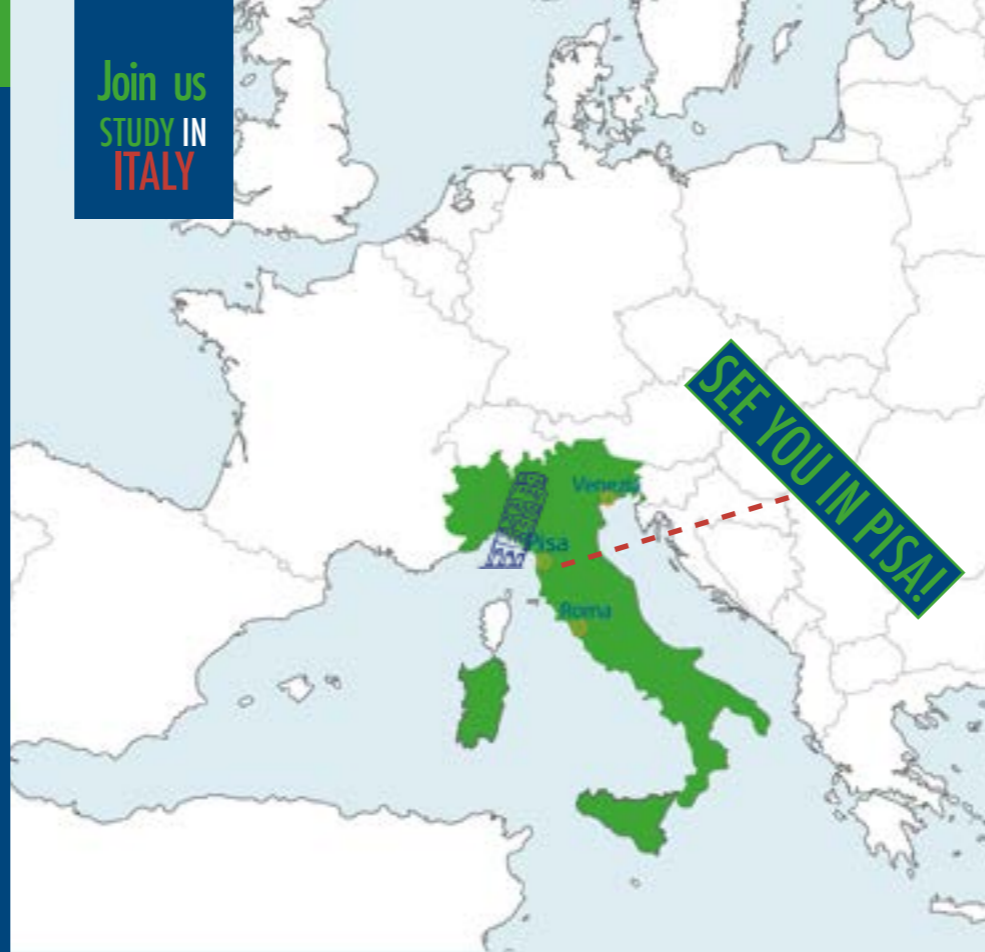 Join us
STUDY IN
ITALY
SEE YOU IN PISA!
Venezia
Pisa
Roma